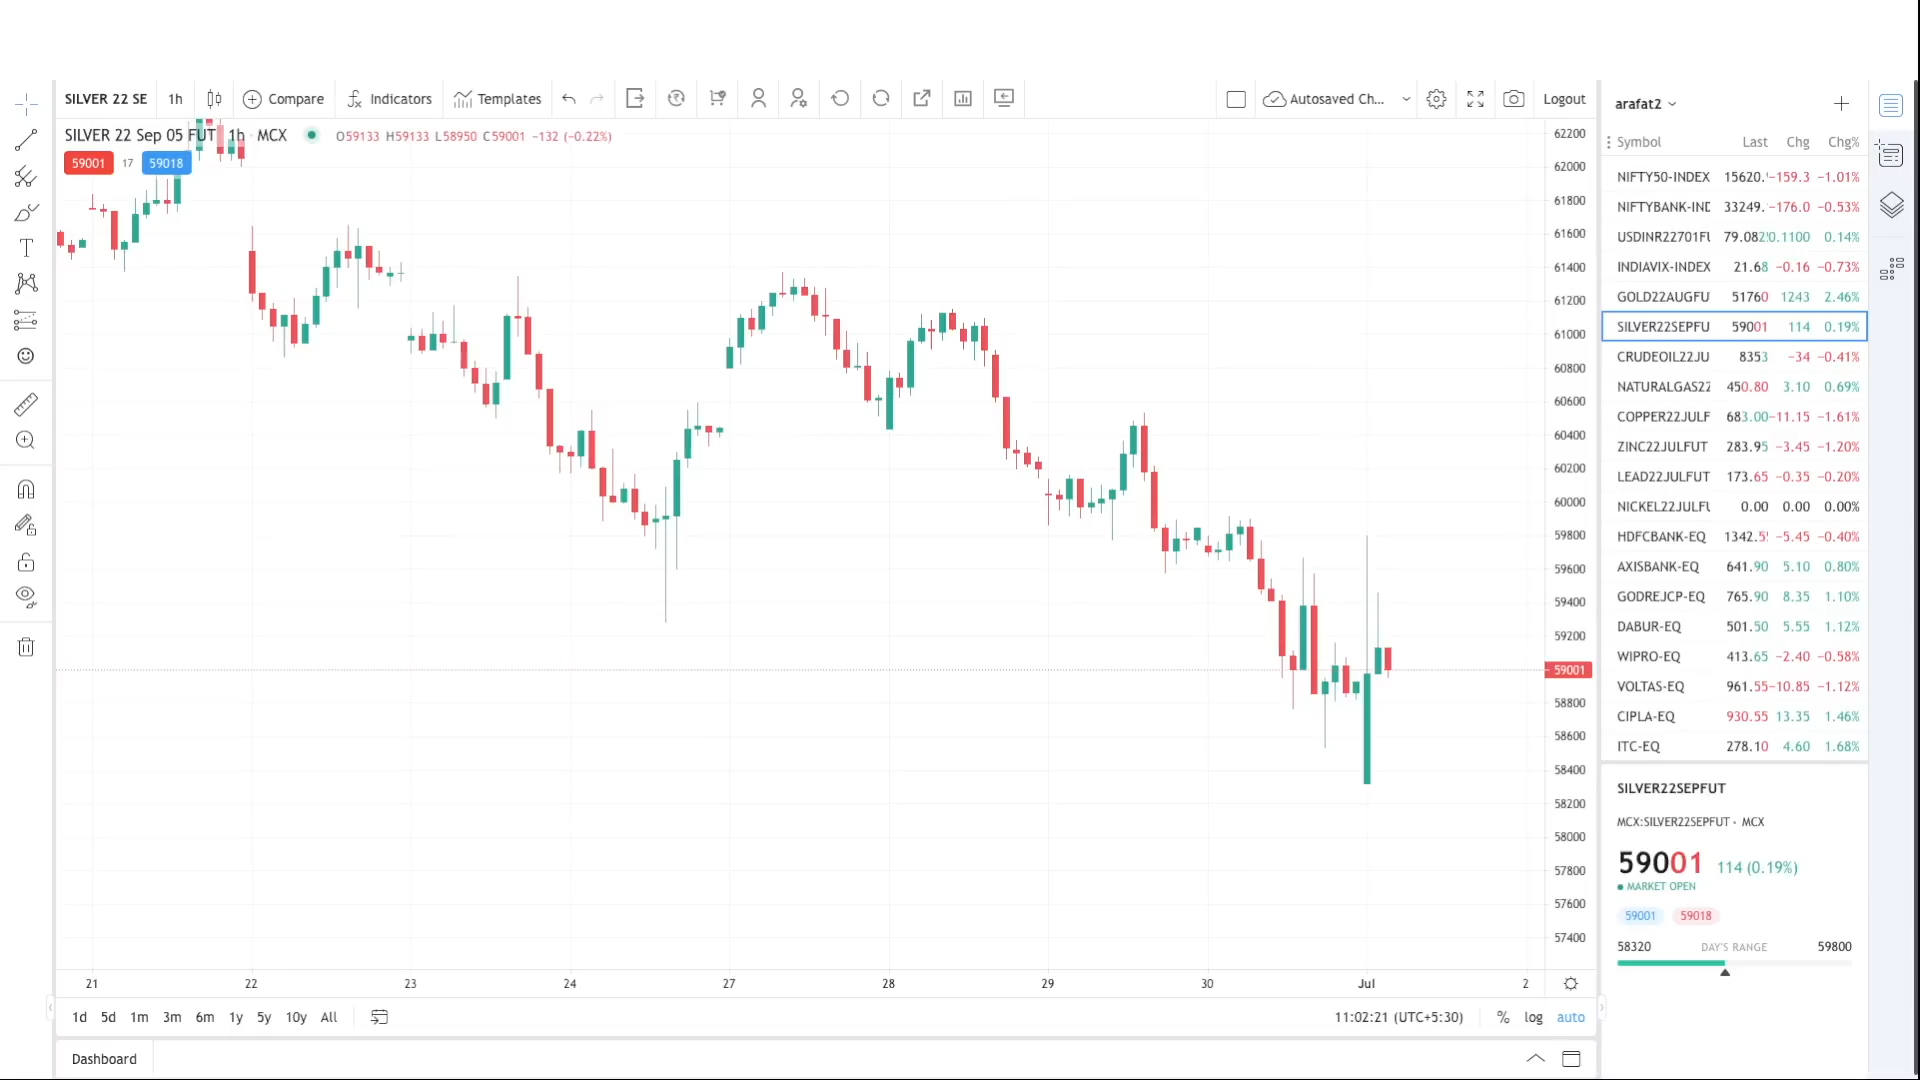 SILVER 22 SE 1h Compare Indicators Templates Autosaved Ch... Logout
SILVER 22 Sep 05 FUT 1h · MCX O59133 H59133 L58950 C59001 −132 (−0.22%)
59001 17 59018
62200
62000
61800
61600
61400
61200
61000
60800
60600
60400
60200
60000
59800
59600
59400
59200
59001
58800
58600
58400
58200
58000
57800
57600
57400
21 22 23 24 27 28 29 30 Jul 2
1d 5d 1m 3m 6m 1y 5y 10y All 11:02:21 (UTC+5:30) % log auto
Dashboard
arafat2
Symbol Last Chg Chg%
NIFTY50-INDEX 15620. −159.3 −1.01%
NIFTYBANK-IND 33249. −176.0 −0.53%
USDINR22701FU 79.082 0.1100 0.14%
INDIAVIX-INDEX 21.68 −0.16 −0.73%
GOLD22AUGFU 51760 1243 2.46%
SILVER22SEPFU 59001 114 0.19%
CRUDEOIL22JU 8353 −34 −0.41%
NATURALGAS22 450.80 3.10 0.69%
COPPER22JULF 683.00 −11.15 −1.61%
ZINC22JULFUT 283.95 −3.45 −1.20%
LEAD22JULFUT 173.65 −0.35 −0.20%
NICKEL22JULFU 0.00 0.00 0.00%
HDFCBANK-EQ 1342.5 −5.45 −0.40%
AXISBANK-EQ 641.90 5.10 0.80%
GODREJCP-EQ 765.90 8.35 1.10%
DABUR-EQ 501.50 5.55 1.12%
WIPRO-EQ 413.65 −2.40 −0.58%
VOLTAS-EQ 961.55 −10.85 −1.12%
CIPLA-EQ 930.55 13.35 1.46%
ITC-EQ 278.10 4.60 1.68%
SILVER22SEPFUT
MCX:SILVER22SEPFUT • MCX
59001 114 (0.19%)
MARKET OPEN
59001 59018
58320 DAY'S RANGE 59800